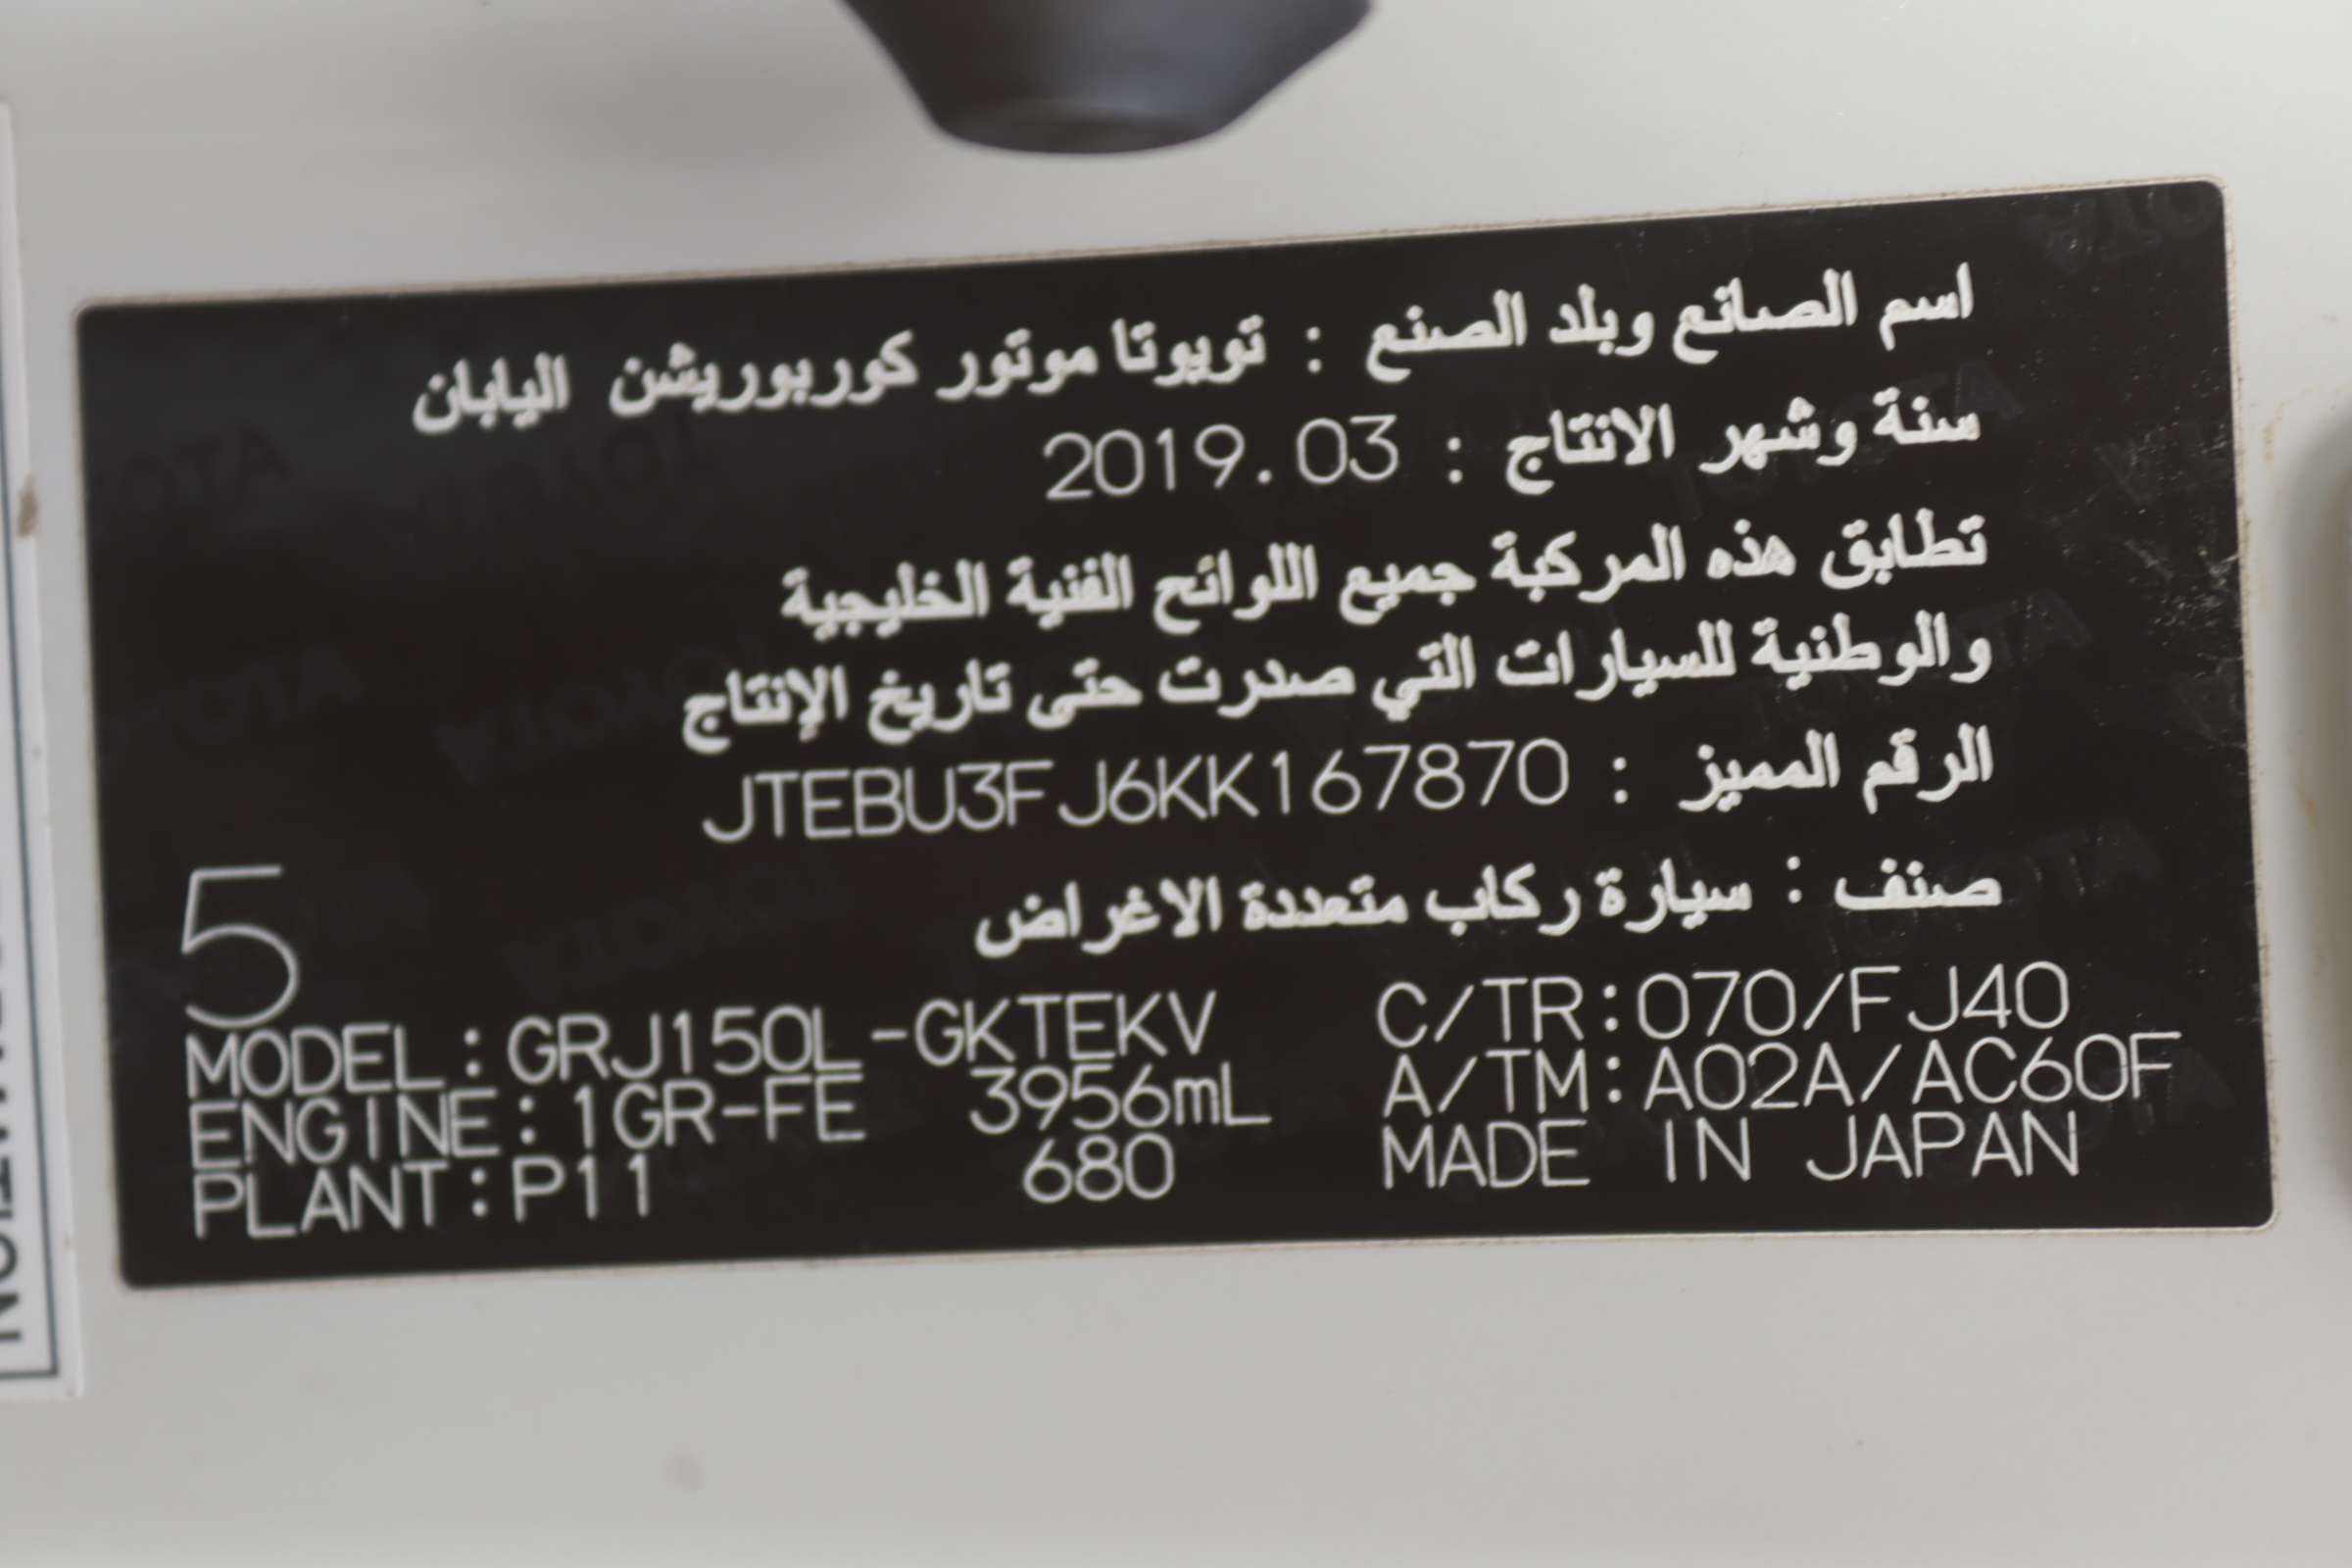 اسم الصانع وبلد الصنع : تويوتا موتور كوربوريشن اليابان
سنة وشهر الانتاج : 2019.03
تطابق هذه المركبة جميع اللوائح الفنية الخليجية
والوطنية للسيارات التي صدرت حتى تاريخ الإنتاج
الرقم المميز : JTEBU3FJ6KK167870
صنف : سيارة ركاب متعددة الاغراض
5
MODEL:GRJ150L-GKTEKV C/TR:070/FJ40
ENGINE:1GR-FE 3956mL A/TM:A02A/AC60F
PLANT:P11 680 MADE IN JAPAN